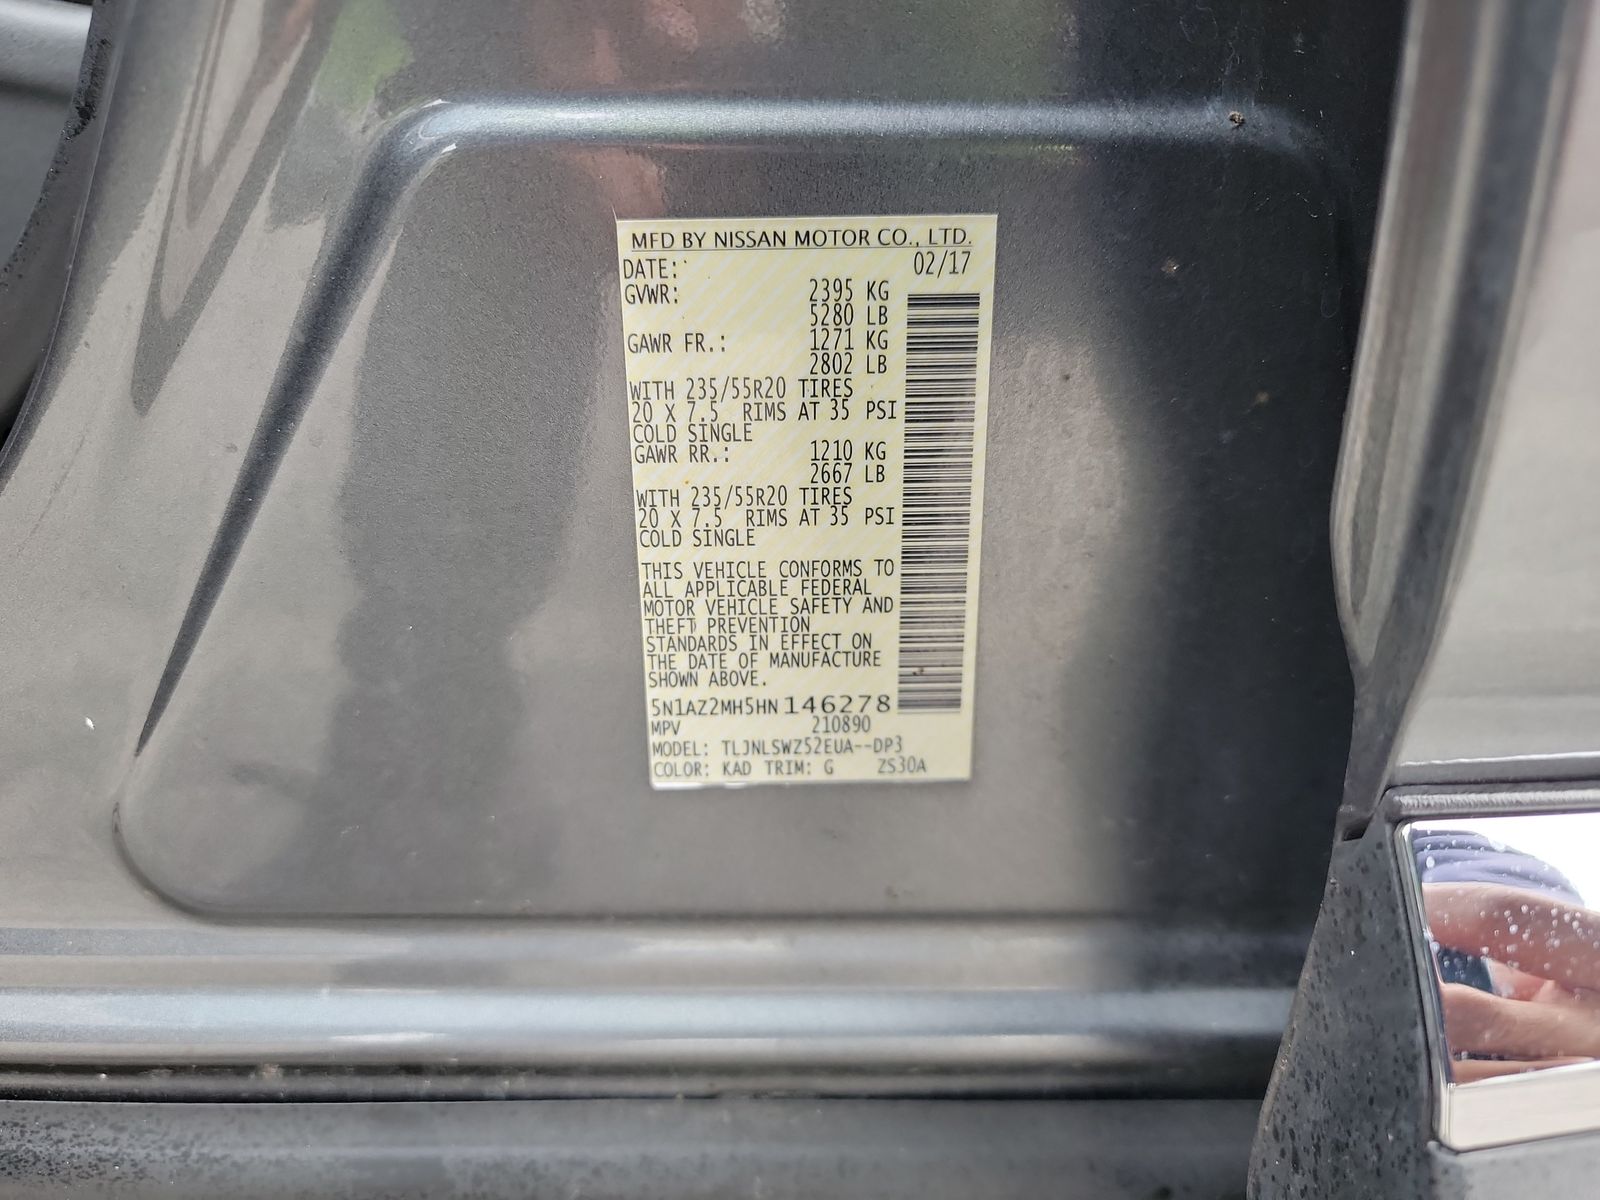 MFD BY NISSAN MOTOR CO., LTD.
DATE: 02/17
GVWR: 2395 KG
5280 LB
GAWR FR.: 1271 KG
2802 LB
WITH 235/55R20 TIRES
20 X 7.5 RIMS AT 35 PSI
COLD SINGLE
GAWR RR.: 1210 KG
2667 LB
WITH 235/55R20 TIRES
20 X 7.5 RIMS AT 35 PSI
COLD SINGLE
THIS VEHICLE CONFORMS TO
ALL APPLICABLE FEDERAL
MOTOR VEHICLE SAFETY AND
THEFT PREVENTION
STANDARDS IN EFFECT ON
THE DATE OF MANUFACTURE
SHOWN ABOVE.
5N1AZ2MH5HN146278
MPV 210890
MODEL: TLJNLSWZ52EUA--DP3
COLOR: KAD TRIM: G ZS30A